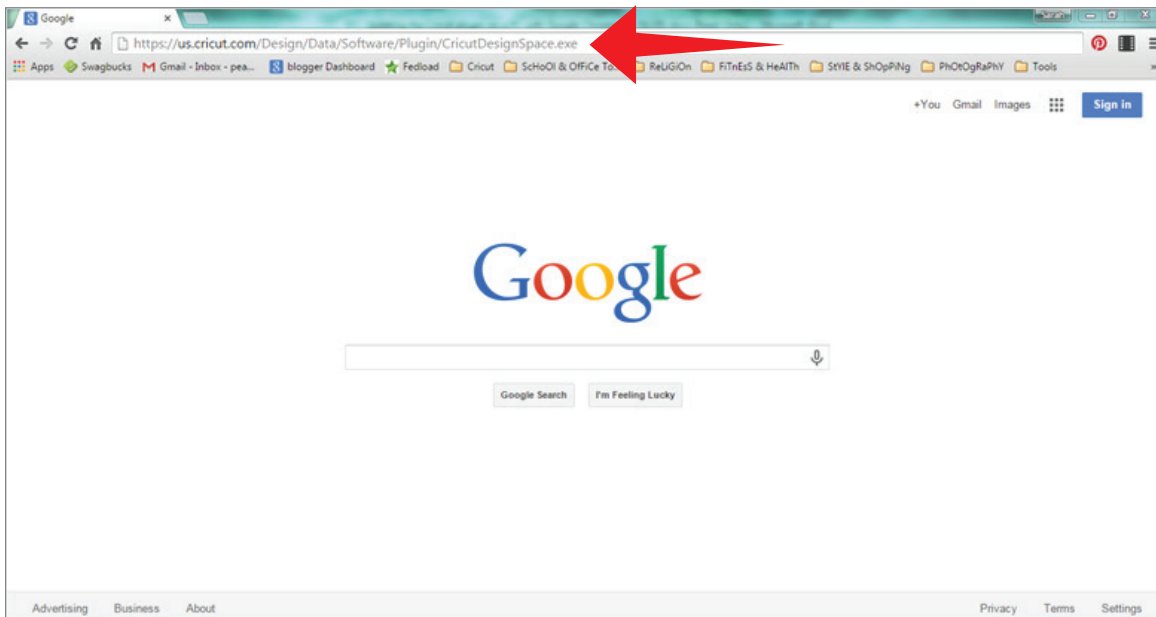 Google
Sarah
https://us.cricut.com/Design/Data/Software/Plugin/CricutDesignSpace.exe
Apps Swagbucks Gmail - Inbox - pea... blogger Dashboard Fedload Cricut ScHoOl & OfFiCe To... ReLiGiOn FiTnEsS & HeAlTh StYlE & ShOpPiNg PhOtOgRaPhY Tools
+You Gmail Images Sign in
Google
Google Search I'm Feeling Lucky
Advertising Business About Privacy Terms Settings